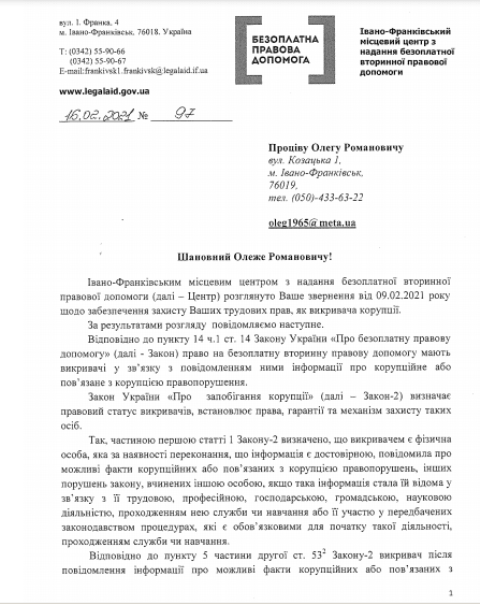 вул. І. Франка, 4
м. Івано-Франківськ, 76018. Україна
Т: (0342) 55-90-66
(0342) 55-90-67
E-mail:frankivsk1.frankivsk@legalaid.if.ua
www.legalaid.gov.ua
16.02.2021 № 97
БЕЗОПЛАТНА
ПРАВОВА
ДОПОМОГА
Івано-Франківський
місцевий центр з
надання безоплатної
вторинної правової
допомоги
Проціву Олегу Романовичу
вул. Козацька 1,
м. Івано-Франківськ,
76019,
тел. (050)-433-63-22
oleg1965@meta.ua
Шановний Олеже Романовичу!
Івано-Франківським місцевим центром з надання безоплатної вторинної
правової допомоги (далі – Центр) розглянуто Ваше звернення від 09.02.2021 року
щодо забезпечення захисту Ваших трудових прав, як викривача корупції.
За результатами розгляду повідомляємо наступне.
Відповідно до пункту 14 ч.1 ст. 14 Закону України «Про безоплатну правову
допомогу» (далі - Закон) право на безоплатну вторинну правову допомогу мають
викривачі у зв’язку з повідомленням ними інформації про корупційне або
пов’язане з корупцією правопорушення.
Закон України «Про запобігання корупції» (далі – Закон-2) визначає
правовий статус викривачів, встановлює права, гарантії та механізм захисту таких
осіб.
Так, частиною першою статті 1 Закону-2 визначено, що викривачем є фізична
особа, яка за наявності переконання, що інформація є достовірною, повідомила про
можливі факти корупційних або пов’язаних з корупцією правопорушень, інших
порушень закону, вчинених іншою особою, якщо така інформація стала їй відома у
зв’язку з її трудовою, професійною, господарською, громадською, науковою
діяльністю, проходженням нею служби чи навчання або її участю у передбачених
законодавством процедурах, які є обов’язковими для початку такої діяльності,
проходженням служби чи навчання.
Відповідно до пункту 5 частини другої ст. 53² Закону-2 викривач після
повідомлення інформації про можливі факти корупційних або пов’язаних з
1